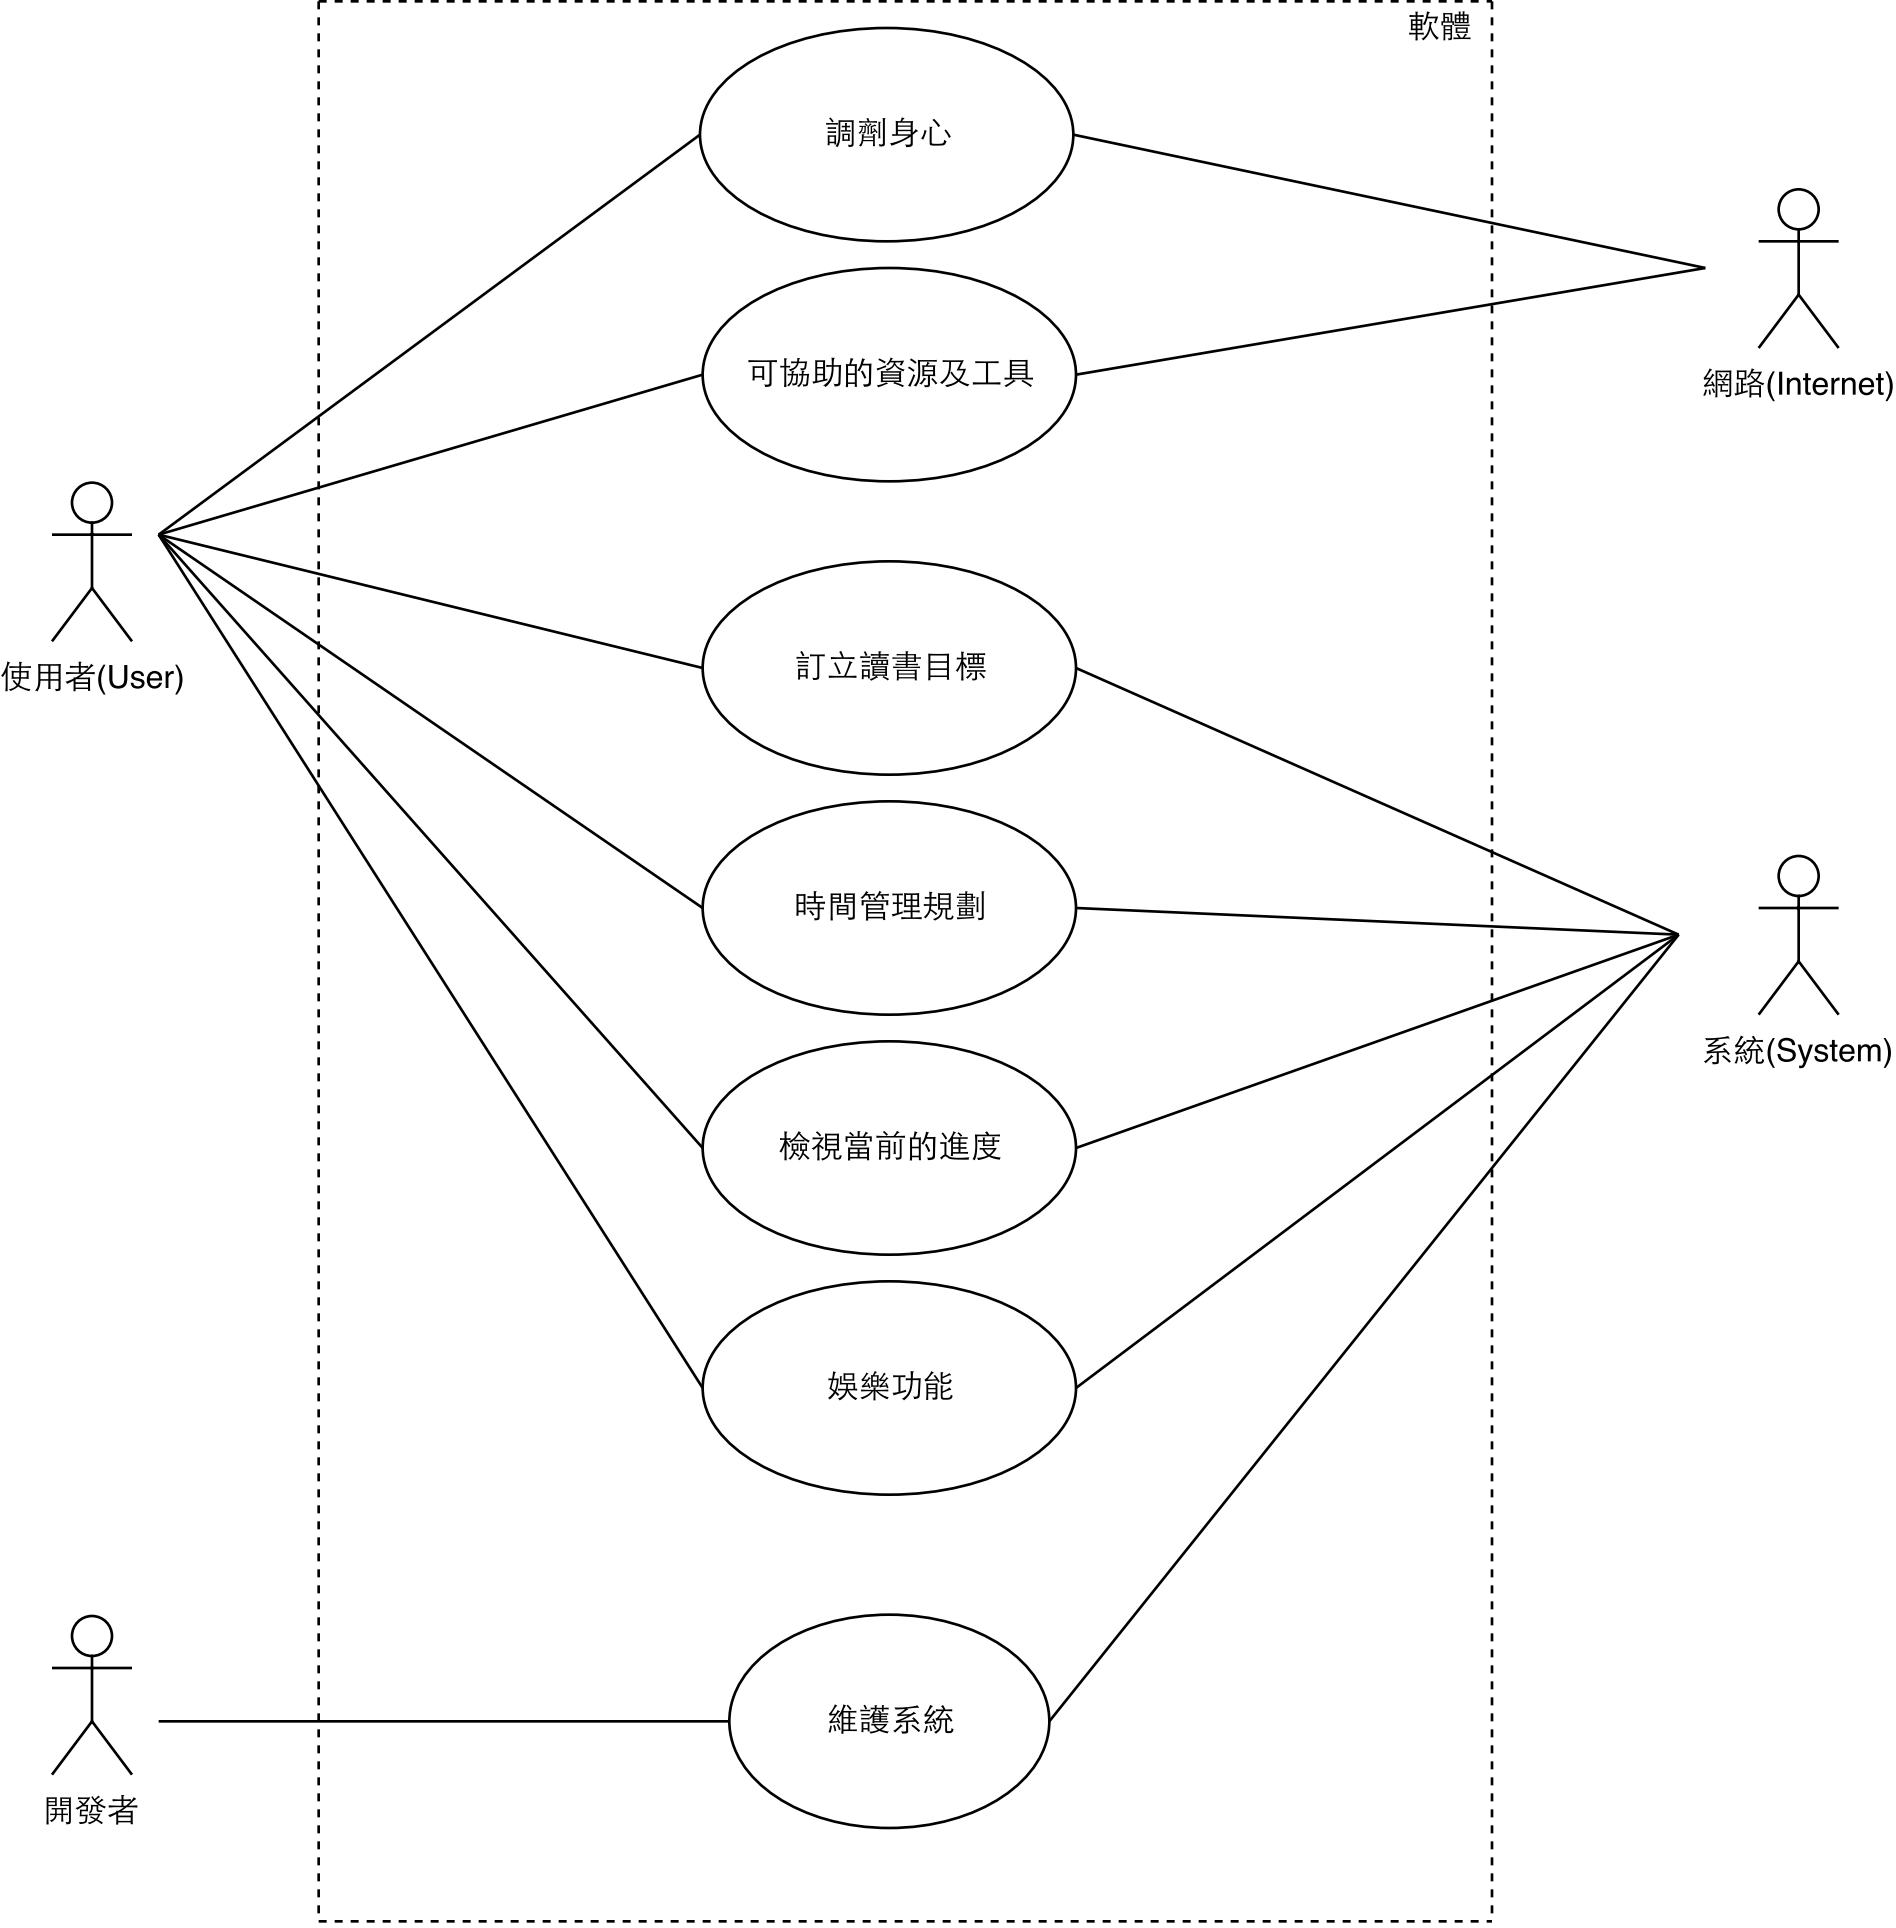 軟體
調劑身心
可協助的資源及工具
網路(Internet)
使用者(User)
訂立讀書目標
時間管理規劃
系統(System)
檢視當前的進度
娛樂功能
維護系統
開發者